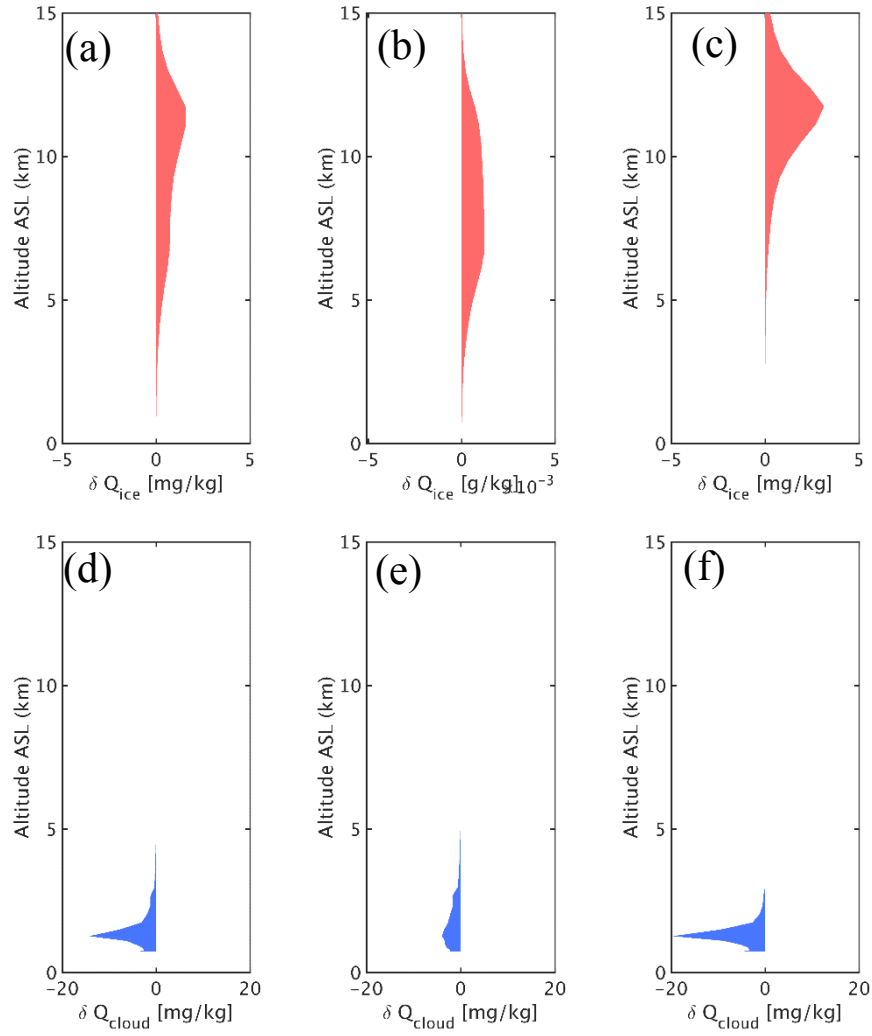 (a)
15
10
5
0
Altitude ASL (km)
−5 0 5
δ Q_ice [mg/kg]
(b)
15
10
5
0
Altitude ASL (km)
−5 0 5
δ Q_ice [g/kg] ×10⁻³
(c)
15
10
5
0
Altitude ASL (km)
−5 0 5
δ Q_ice [mg/kg]
(d)
15
10
5
0
Altitude ASL (km)
−20 0 20
δ Q_cloud [mg/kg]
(e)
15
10
5
0
Altitude ASL (km)
−20 0 20
δ Q_cloud [mg/kg]
(f)
15
10
5
0
Altitude ASL (km)
−20 0 20
δ Q_cloud [mg/kg]